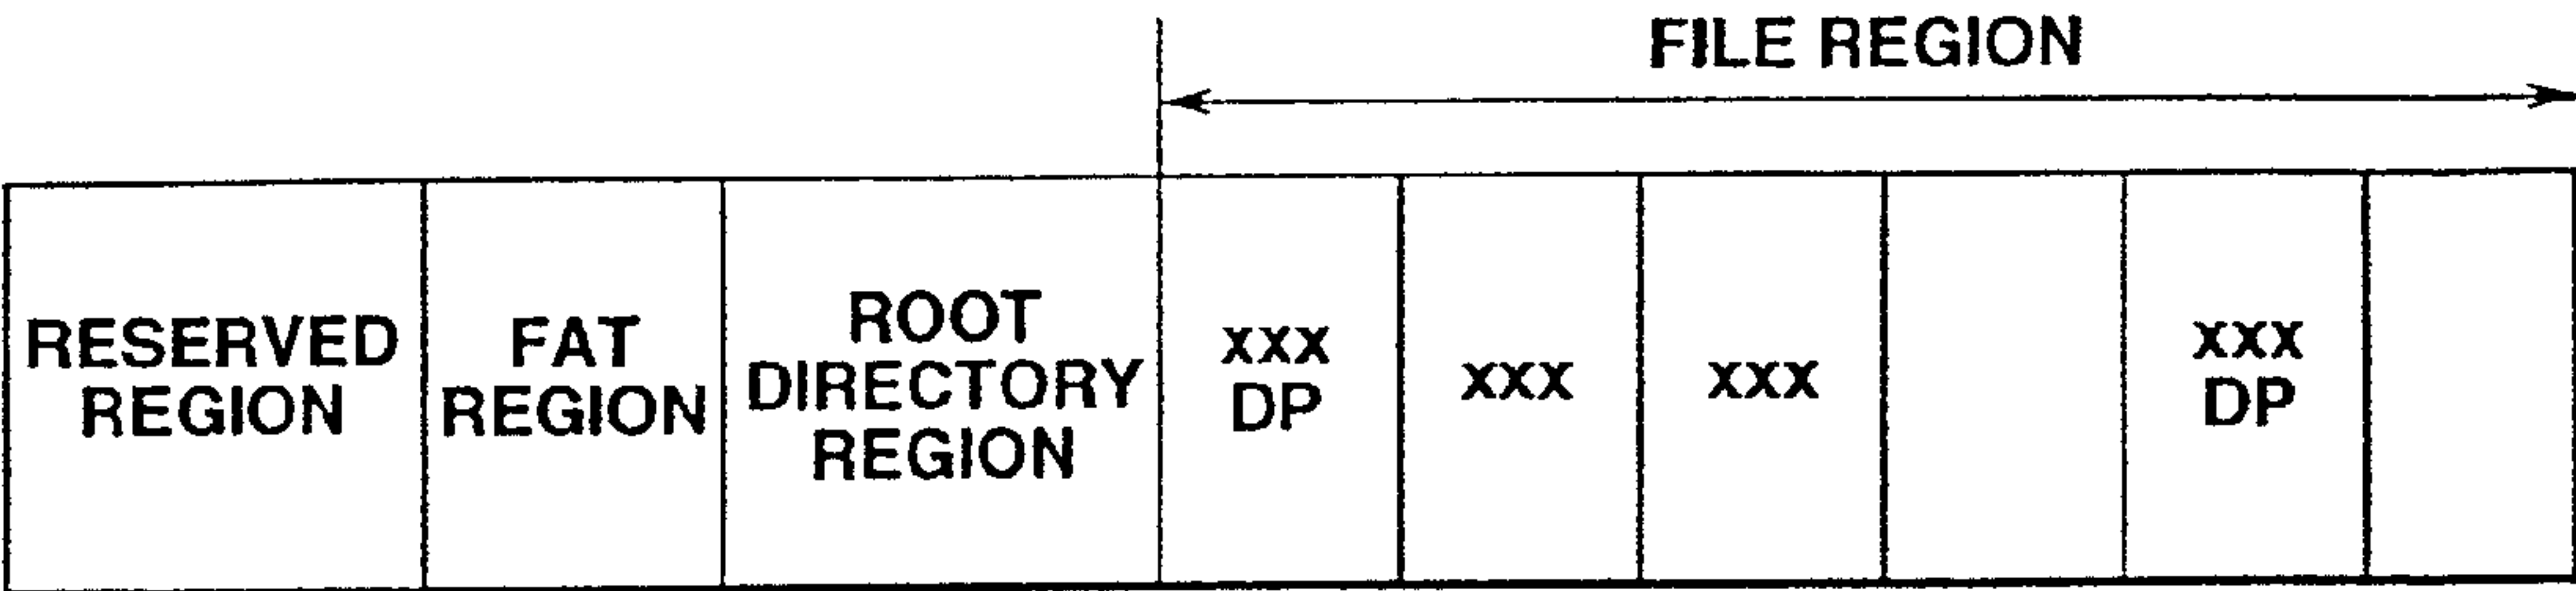 FILE REGION
RESERVED
REGION
FAT
REGION
ROOT
DIRECTORY
REGION
xxx
DP
xxx
xxx
xxx
DP